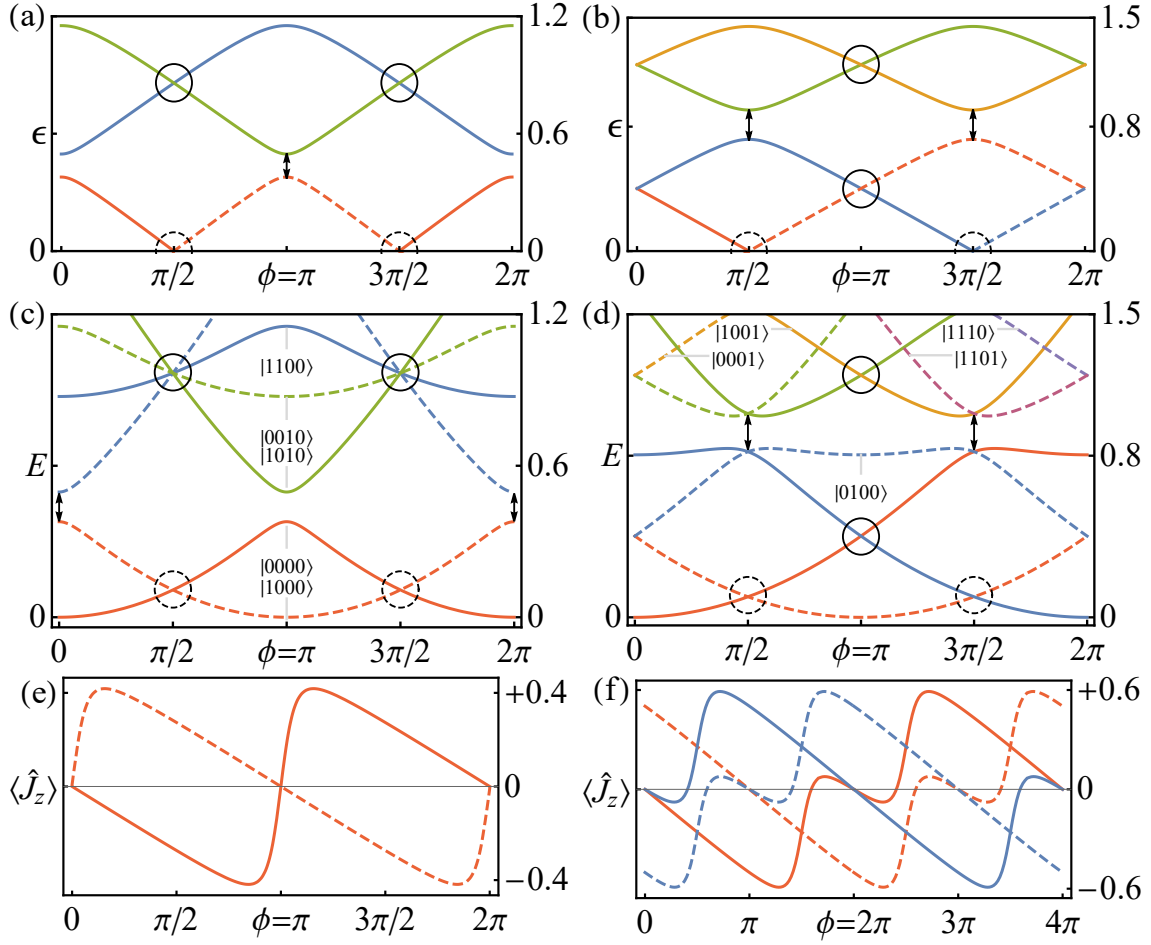 (a)
1.2
ϵ
0.6
0
0
0
π/2
ϕ=π
3π/2
2π
(b)
1.5
ϵ
0.8
0
0
0
π/2
ϕ=π
3π/2
2π
(c)
1.2
|1100⟩
|0010⟩
|1010⟩
E
0.6
|0000⟩
|1000⟩
0
0
0
π/2
ϕ=π
3π/2
2π
(d)
1.5
|1001⟩
|0001⟩
|1110⟩
|1101⟩
E
0.8
|0100⟩
0
0
0
π/2
ϕ=π
3π/2
2π
(e)
+0.4
⟨Ĵz⟩
0
−0.4
0
π/2
ϕ=π
3π/2
2π
(f)
+0.6
⟨Ĵz⟩
0
−0.6
0
π
ϕ=2π
3π
4π